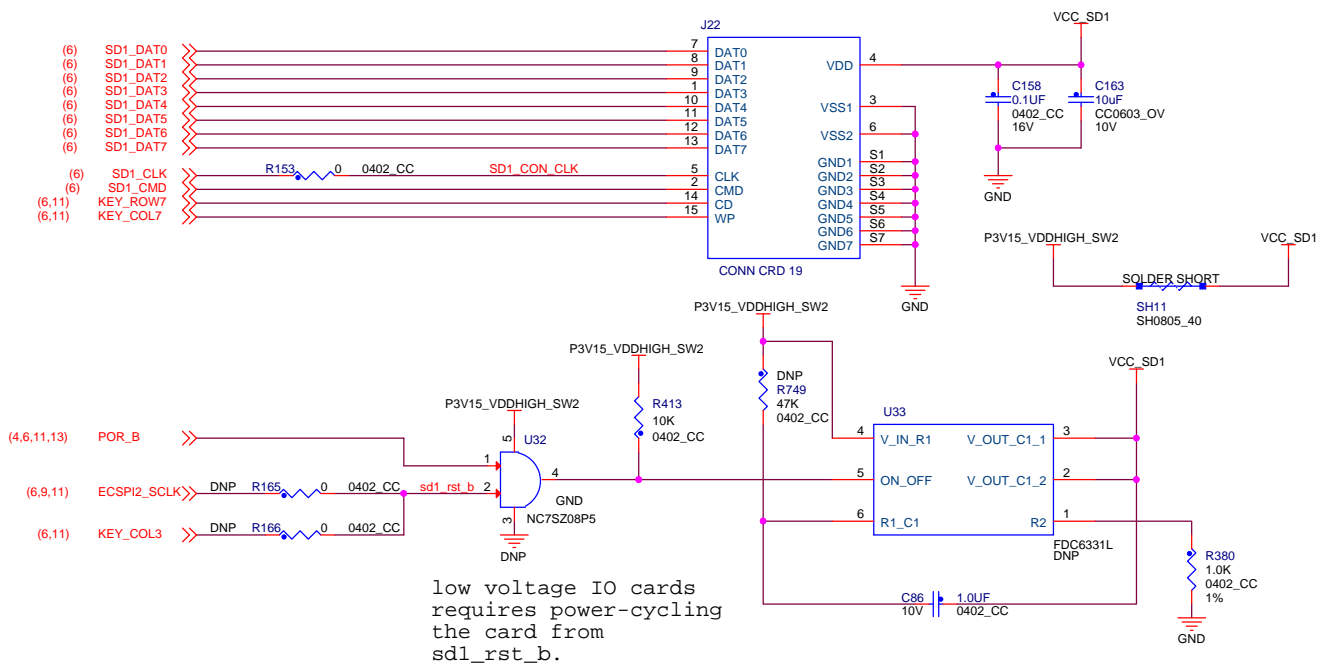 J22
VCC_SD1
(6) SD1_DAT0 7 DAT0
(6) SD1_DAT1 8 DAT1
(6) SD1_DAT2 9 DAT2
(6) SD1_DAT3 1 DAT3
(6) SD1_DAT4 10 DAT4
(6) SD1_DAT5 11 DAT5
(6) SD1_DAT6 12 DAT6
(6) SD1_DAT7 13 DAT7
(6) SD1_CLK R153 0 0402_CC SD1_CON_CLK 5 CLK
(6) SD1_CMD 2 CMD
(6,11) KEY_ROW7 14 CD
(6,11) KEY_COL7 15 WP
VDD 4
VSS1 3
VSS2 6
GND1 S1
GND2 S2
GND3 S3
GND4 S4
GND5 S5
GND6 S6
GND7 S7
CONN CRD 19
GND
C158
0.1UF
0402_CC
16V
C163
10uF
CC0603_OV
10V
GND
P3V15_VDDHIGH_SW2
VCC_SD1
SOLDER SHORT
SH11
SH0805_40
P3V15_VDDHIGH_SW2
P3V15_VDDHIGH_SW2
P3V15_VDDHIGH_SW2
VCC_SD1
R413
10K
0402_CC
DNP
R749
47K
0402_CC
(4,6,11,13) POR_B
(6,9,11) ECSPI2_SCLK DNP R165 0 0402_CC sd1_rst_b
(6,11) KEY_COL3 DNP R166 0 0402_CC
U32
5
1
2
4
3
GND
NC7SZ08P5
DNP
U33
4 V_IN_R1 V_OUT_C1_1 3
5 ON_OFF V_OUT_C1_2 2
6 R1_C1 R2 1
FDC6331L
DNP
R380
1.0K
0402_CC
1%
GND
C86 1.0UF
10V 0402_CC
low voltage IO cards
requires power-cycling
the card from
sd1_rst_b.